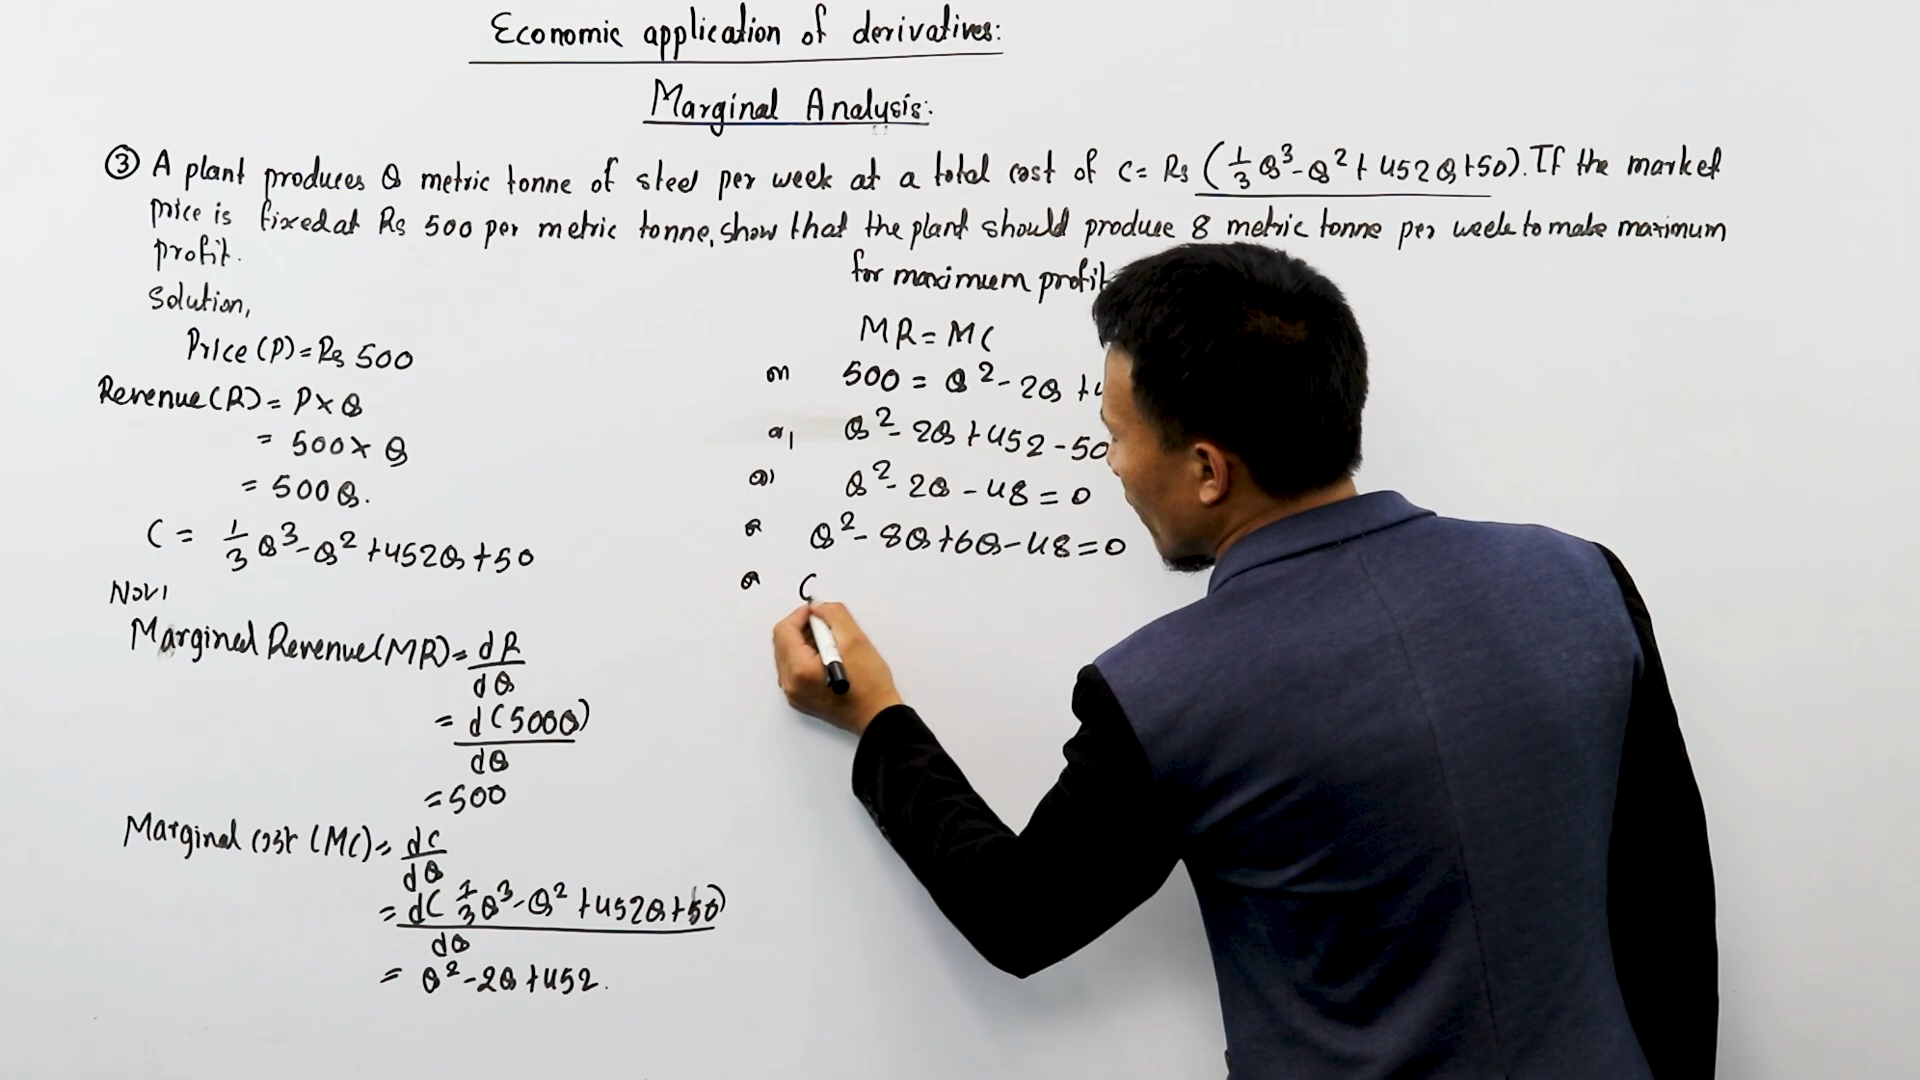 Economic application of derivatives:
Marginal Analysis:
③ A plant produces Q metric tonne of steel per week at a total cost of C= Rs (1/3 Q³-Q²+452Q+50). If the market
price is fixed at Rs 500 per metric tonne, show that the plant should produce 8 metric tonne per week to make maximum
profit.
Solution,
Price (P) = Rs 500
Revenue (R) = P×Q
= 500×Q
= 500Q.
C = 1/3 Q³-Q²+452Q+50
Now,
Marginal Revenue (MR) = dR/dQ
= d(500Q)/dQ
= 500
Marginal cost (MC) = dC/dQ
= d(1/3 Q³-Q²+452Q+50)/dQ
= Q²-2Q+452.
for maximum profit
MR = MC
or 500 = Q²-2Q+4
or, Q²-2Q+452-50
or, Q²-2Q-48=0
or Q²-8Q+6Q-48=0
or (